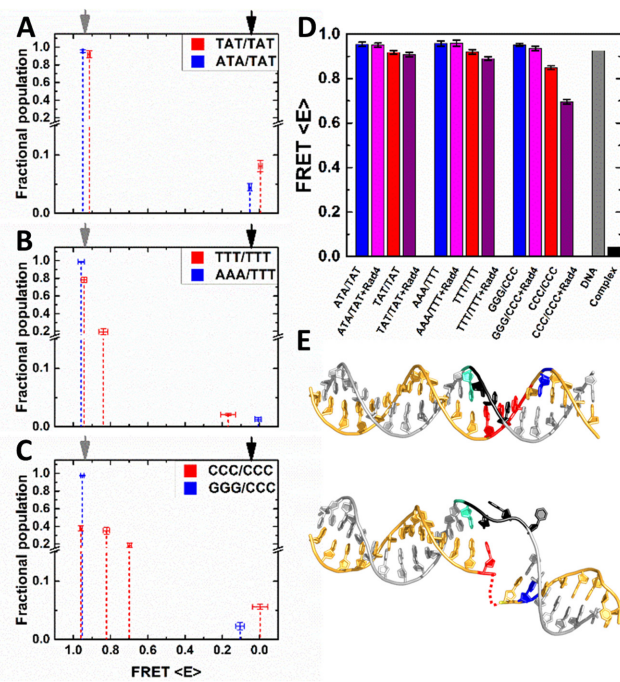 A
TAT/TAT
ATA/TAT
Fractional population
1.0
0.8
0.6
0.4
0.2
0.1
0.0
B
TTT/TTT
AAA/TTT
Fractional population
1.0
0.8
0.6
0.4
0.2
0.1
0.0
C
CCC/CCC
GGG/CCC
Fractional population
1.0
0.8
0.6
0.4
0.2
0.1
0.0
1.0 0.8 0.6 0.4 0.2 0.0
FRET <E>
D
FRET <E>
1.0
0.8
0.6
0.4
0.2
0.0
ATA/TAT
ATA/TAT+Rad4
TAT/TAT
TAT/TAT+Rad4
AAA/TTT
AAA/TTT+Rad4
TTT/TTT
TTT/TTT+Rad4
GGG/CCC
GGG/CCC+Rad4
CCC/CCC
CCC/CCC+Rad4
DNA
Complex
E